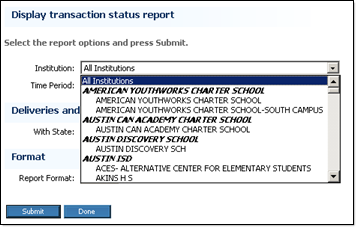 Display transaction status report
Select the report options and press Submit.
Institution: All Institutions
Time Period: All Institutions
AMERICAN YOUTHWORKS CHARTER SCHOOL
AMERICAN YOUTHWORKS CHARTER SCHOOL
AMERICAN YOUTHWORKS CHARTER SCHOOL-SOUTH CAMPUS
AUSTIN CAN ACADEMY CHARTER SCHOOL
Deliveries and
AUSTIN CAN ACADEMY CHARTER SCHOOL
With State:
AUSTIN DISCOVERY SCHOOL
AUSTIN DISCOVERY SCH
Format
AUSTIN ISD
ACES- ALTERNATIVE CENTER FOR ELEMENTARY STUDENTS
Report Format: AKINS H S
Submit Done